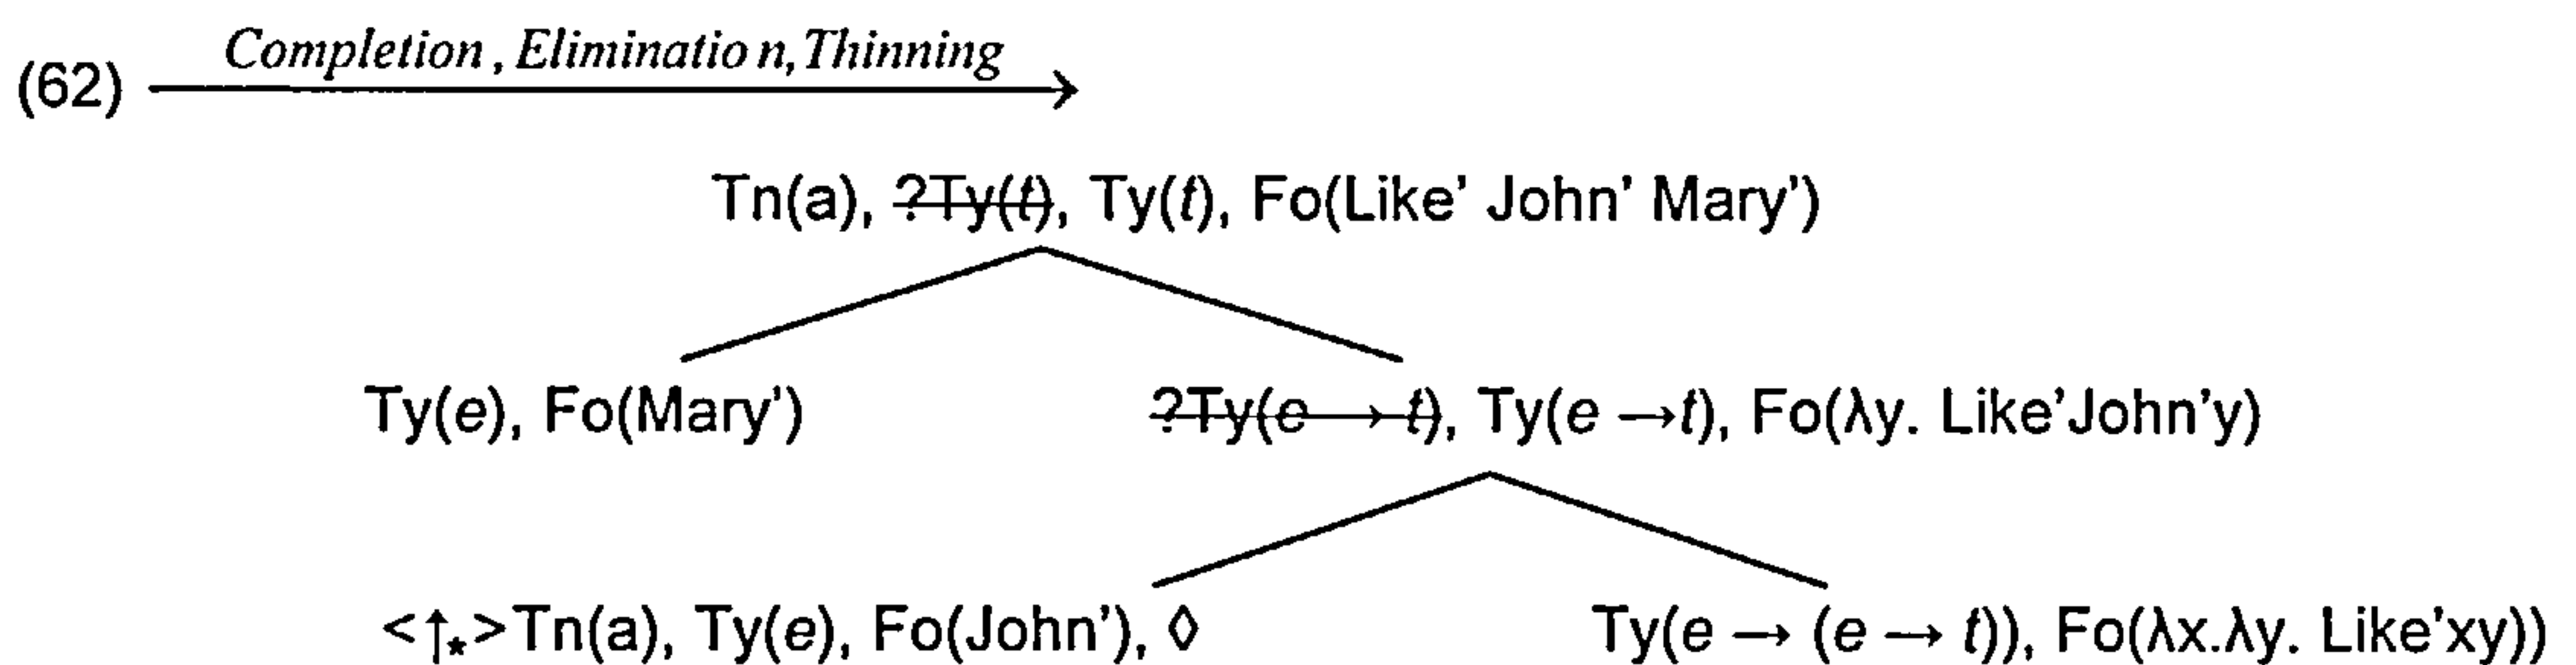 (62) Completion, Elimination, Thinning
Tn(a), ?Ty(t), Ty(t), Fo(Like’ John’ Mary’)
Ty(e), Fo(Mary’) ?Ty(e → t), Ty(e →t), Fo(λy. Like’John’y)
<↑*>Tn(a), Ty(e), Fo(John’), ◊ Ty(e → (e → t)), Fo(λx.λy. Like’xy))